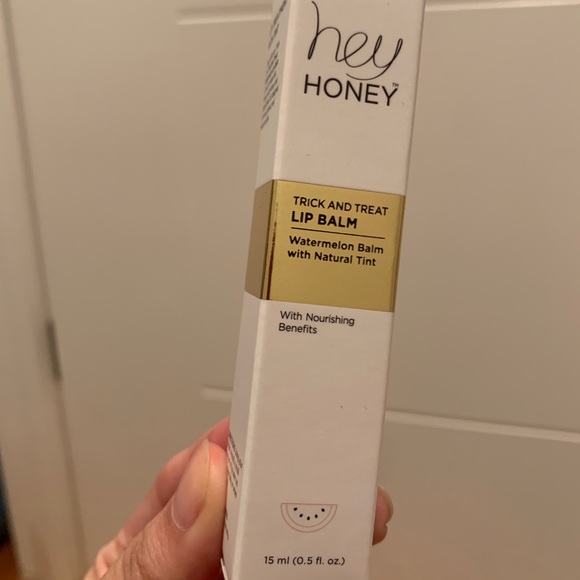 hey
HONEY™
TRICK AND TREAT
LIP BALM
Watermelon Balm
with Natural Tint
With Nourishing
Benefits
15 ml (0.5 fl. oz.)